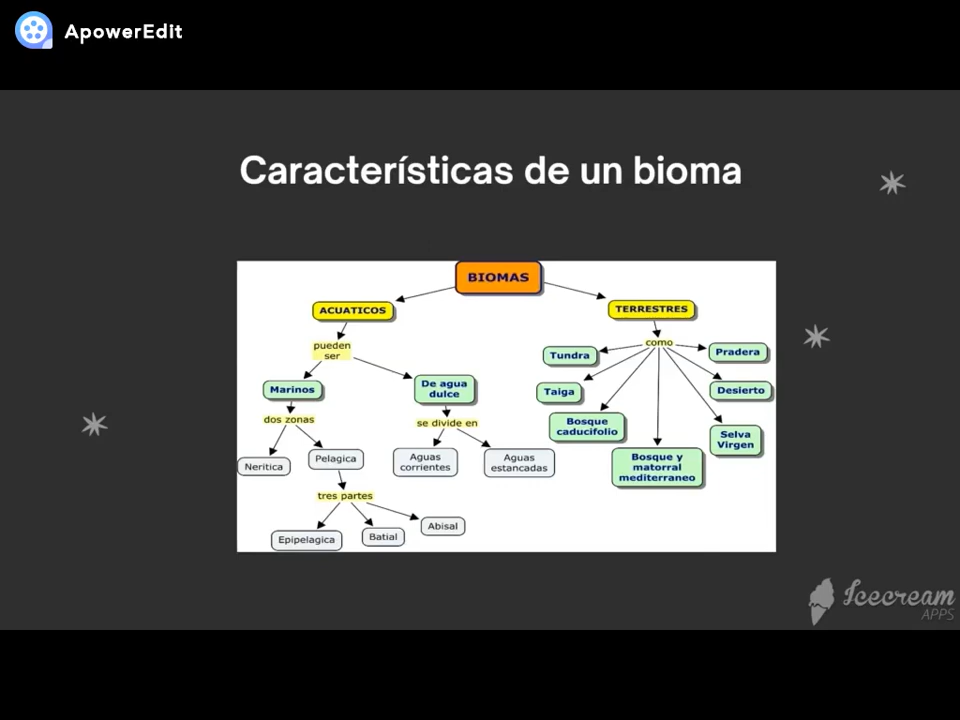 ApowerEdit
Características de un bioma
BIOMAS
ACUATICOS
TERRESTRES
pueden
ser
como
Tundra
Pradera
Marinos
De agua
dulce
Taiga
Desierto
dos zonas
se divide en
Bosque
caducifolio
Selva
Virgen
Neritica
Pelagica
Aguas
corrientes
Aguas
estancadas
Bosque y
matorral
mediterraneo
tres partes
Epipelagica
Batial
Abisal
Icecream
APPS